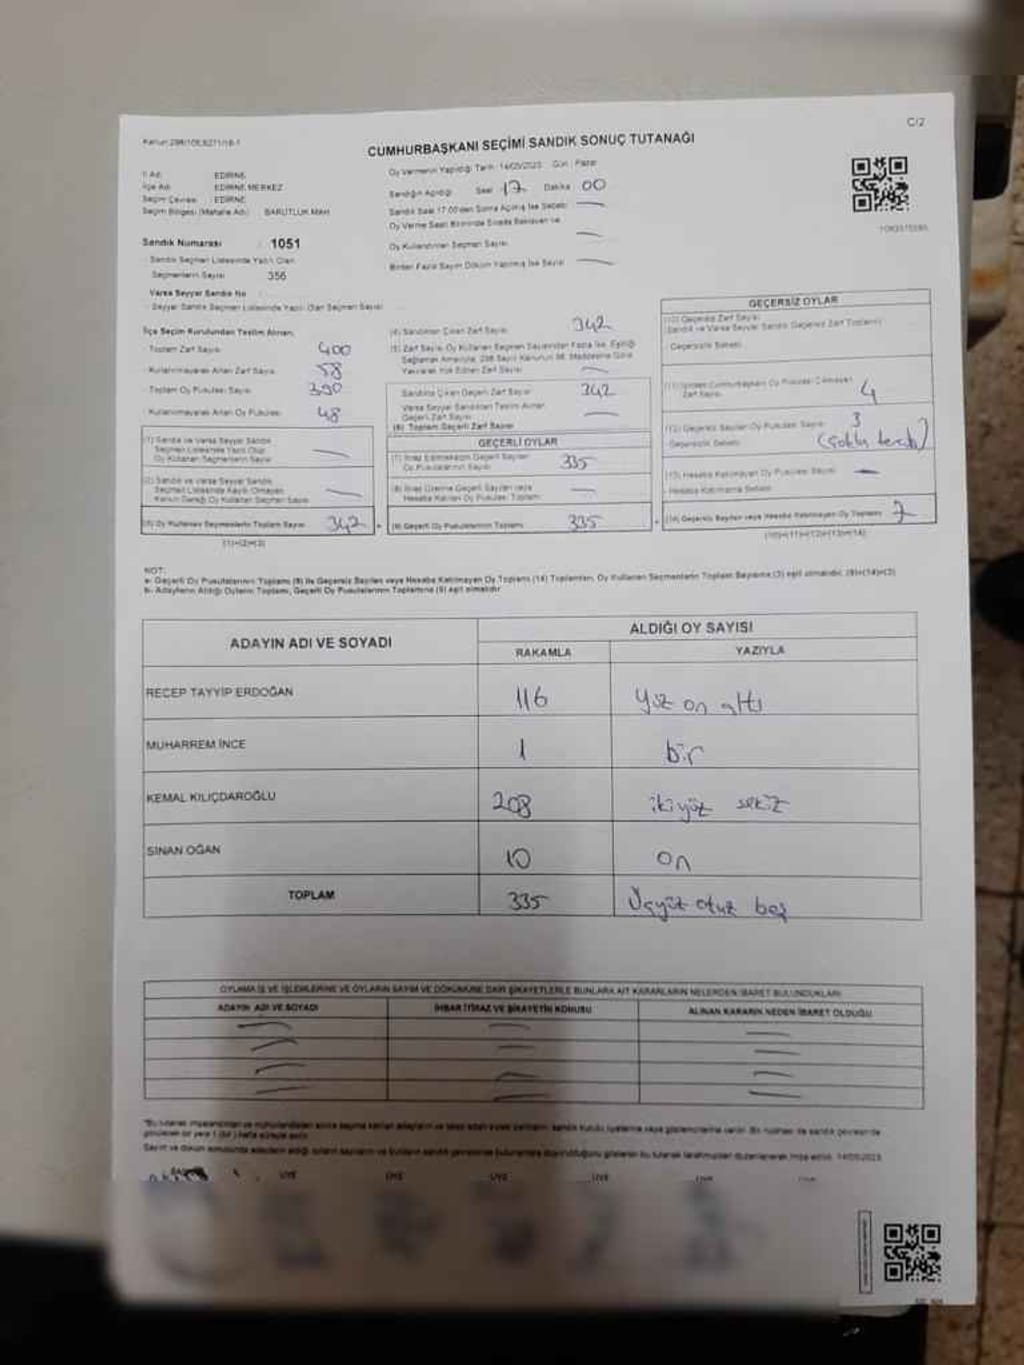 C/2
CUMHURBAŞKANI SEÇİMİ SANDIK SONUÇ TUTANAĞI
İl Adı : EDİRNE
İlçe Adı : EDİRNE MERKEZ
Seçim Çevresi : EDİRNE
Seçim Bölgesi (Mahalle Adı) : BARUTLUK MAH.
Sandık Numarası : 1051
Sandık Seçmen Listesinde Yazılı Olan
Seçmenlerin Sayısı 356
Varsa Seyyar Sandık No
Seyyar Sandık Seçmen Listesinde Yazılı Olan Seçmen Sayısı
Oy Vermenin Yapıldığı Tarih : 14/05/2023 Gün : Pazar
Sandığın Açıldığı Saat 17 Dakika 00
Sandık Saat 17.00'den Sonra Açılmış İse Sebebi
Oy Verme Saati Bitiminde Sırada Bekleyen ve
Oy Kullandırılan Seçmen Sayısı
Birden Fazla Sayım Döküm Yapılmış İse Sayısı
İlçe Seçim Kurulundan Teslim Alınan;
Toplam Zarf Sayısı 400
Kullanılmayarak Artan Zarf Sayısı 58
Toplam Oy Pusulası Sayısı 390
Kullanılmayarak Artan Oy Pusulası 48
(1) Sandık ve Varsa Seyyar Sandık
Seçmen Listesinde Yazılı Olup
Oy Kullanan Seçmenlerin Sayısı
(2) Sandık ve Varsa Seyyar Sandık
Seçmen Listesinde Kayıtlı Olmayan
Kanun Gereği Oy Kullanan Seçmen Sayısı
(3) Oy Kullanan Seçmenlerin Toplam Sayısı 342
(1)+(2)=(3)
(4) Sandıktan Çıkan Zarf Sayısı 342
(5) Zarf Sayısı, Oy Kullanan Seçmen Sayısından Fazla İse, Eşitliği
Sağlamak Amacıyla, 298 Sayılı Kanunun 98. Maddesine Göre
Yakılarak Yok Edilen Zarf Sayısı
Sandıkta Çıkan Geçerli Zarf Sayısı 342
Varsa Seyyar Sandıktan Teslim Alınan
Geçerli Zarf Sayısı
(6) Toplam Geçerli Zarf Sayısı
GEÇERLİ OYLAR
(7) İtiraz Edilmeksizin Geçerli Sayılan
Oy Pusulalarının Sayısı 335
(8) İtiraz Üzerine Geçerli Sayılan veya
Hesaba Katılan Oy Pusulası Toplamı
(9) Geçerli Oy Pusulalarının Toplamı 335
GEÇERSİZ OYLAR
(10) Geçersiz Zarf Sayısı
(Sandık ve Varsa Seyyar Sandık Geçersiz Zarf Toplamı)
Geçersizlik Sebebi
(11) İçinden Cumhurbaşkanı Oy Pusulası Çıkmayan
Zarf Sayısı 4
(12) Geçersiz Sayılan Oy Pusulası Sayısı 3
Geçersizlik Sebebi (çoklu tercih)
(13) Hesaba Katılmayan Oy Pusulası Sayısı
Hesaba Katılmama Sebebi
(14) Geçersiz Sayılan veya Hesaba Katılmayan Oy Toplamı 7
(10)+(11)+(12)+(13)=(14)
NOT:
a- Geçerli Oy Pusulalarının Toplamı (9) ile Geçersiz Sayılan veya Hesaba Katılmayan Oy Toplamı (14) Toplamları, Oy Kullanan Seçmenlerin Toplam Sayısına (3) eşit olmalıdır. (9)+(14)=(3)
b- Adayların Aldığı Oyların Toplamı, Geçerli Oy Pusulalarının Toplamına (9) eşit olmalıdır.
ADAYIN ADI VE SOYADI ALDIĞI OY SAYISI
RAKAMLA YAZIYLA
RECEP TAYYİP ERDOĞAN 116 yüz on altı
MUHARREM İNCE 1 bir
KEMAL KILIÇDAROĞLU 208 ikiyüz sekiz
SİNAN OĞAN 10 on
TOPLAM 335 Üçyüz otuz beş
OYLAMA İŞ VE İŞLEMLERİNE VE OYLARIN SAYIM VE DÖKÜMÜNE DAİR ŞİKAYETLERLE BUNLARA AİT KARARLARIN NELERDEN İBARET BULUNDUKLARI
ADAYIN ADI VE SOYADI İHBAR İTİRAZ VE ŞİKAYETİN KONUSU ALINAN KARARIN NEDEN İBARET OLDUĞU
BAŞKAN ÜYE ÜYE ÜYE ÜYE ÜYE ÜYE